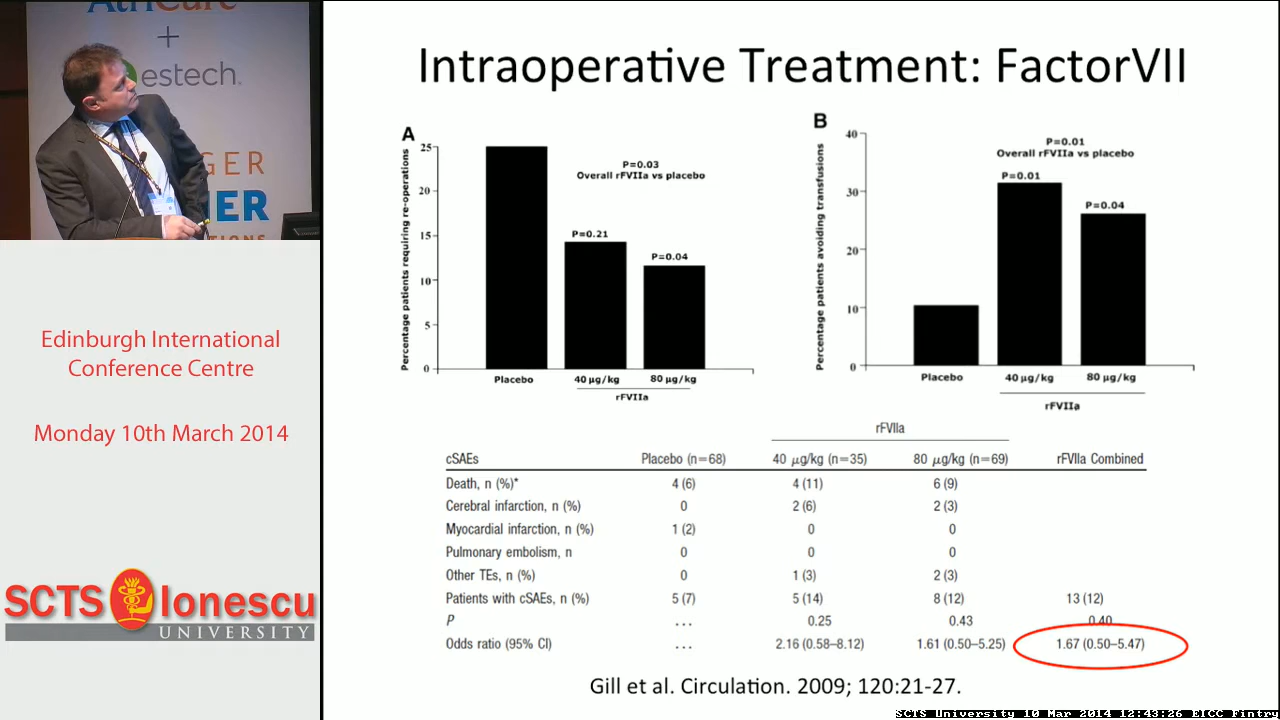 AtriCure
+
estech.
GER
IER
TIONS
Edinburgh International
Conference Centre
Monday 10th March 2014
SCTS Ionescu
UNIVERSITY
Intraoperative Treatment: FactorVII
A
Percentage patients requiring re-operations
25
20
15
10
5
0
P=0.03
Overall rFVIIa vs placebo
P=0.21
P=0.04
Placebo
40 µg/kg
80 µg/kg
rFVIIa
B
Percentage patients avoiding transfusions
40
30
20
10
0
P=0.01
Overall rFVIIa vs placebo
P=0.01
P=0.04
Placebo
40 µg/kg
80 µg/kg
rFVIIa
rFVIIa
cSAEs Placebo (n=68) 40 µg/kg (n=35) 80 µg/kg (n=69) rFVIIa Combined
Death, n (%)* 4 (6) 4 (11) 6 (9)
Cerebral infarction, n (%) 0 2 (6) 2 (3)
Myocardial infarction, n (%) 1 (2) 0 0
Pulmonary embolism, n 0 0 0
Other TEs, n (%) 0 1 (3) 2 (3)
Patients with cSAEs, n (%) 5 (7) 5 (14) 8 (12) 13 (12)
P ... 0.25 0.43 0.40
Odds ratio (95% CI) ... 2.16 (0.58–8.12) 1.61 (0.50–5.25) 1.67 (0.50–5.47)
Gill et al. Circulation. 2009; 120:21-27.
SCTS University 10 Mar 2014 12:43:26 EICC Fintry